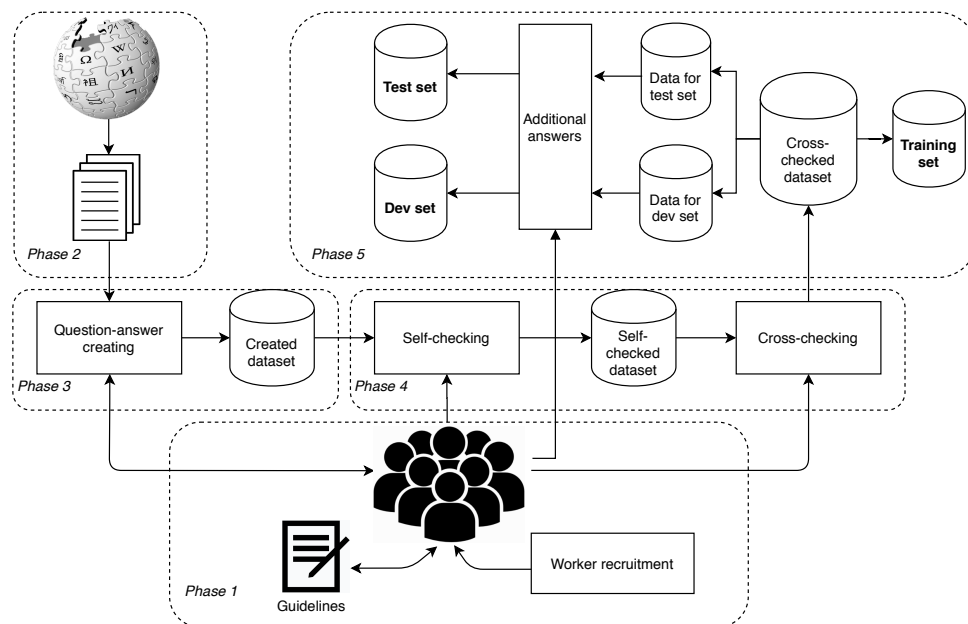 Ω
W
И
祖
Phase 2
Test set
Dev set
Additional
answers
Data for
test set
Data for
dev set
Cross-
checked
dataset
Training
set
Phase 5
Question-answer
creating
Created
dataset
Phase 3
Self-checking
Self-
checked
dataset
Cross-checking
Phase 4
Guidelines
Worker recruitment
Phase 1